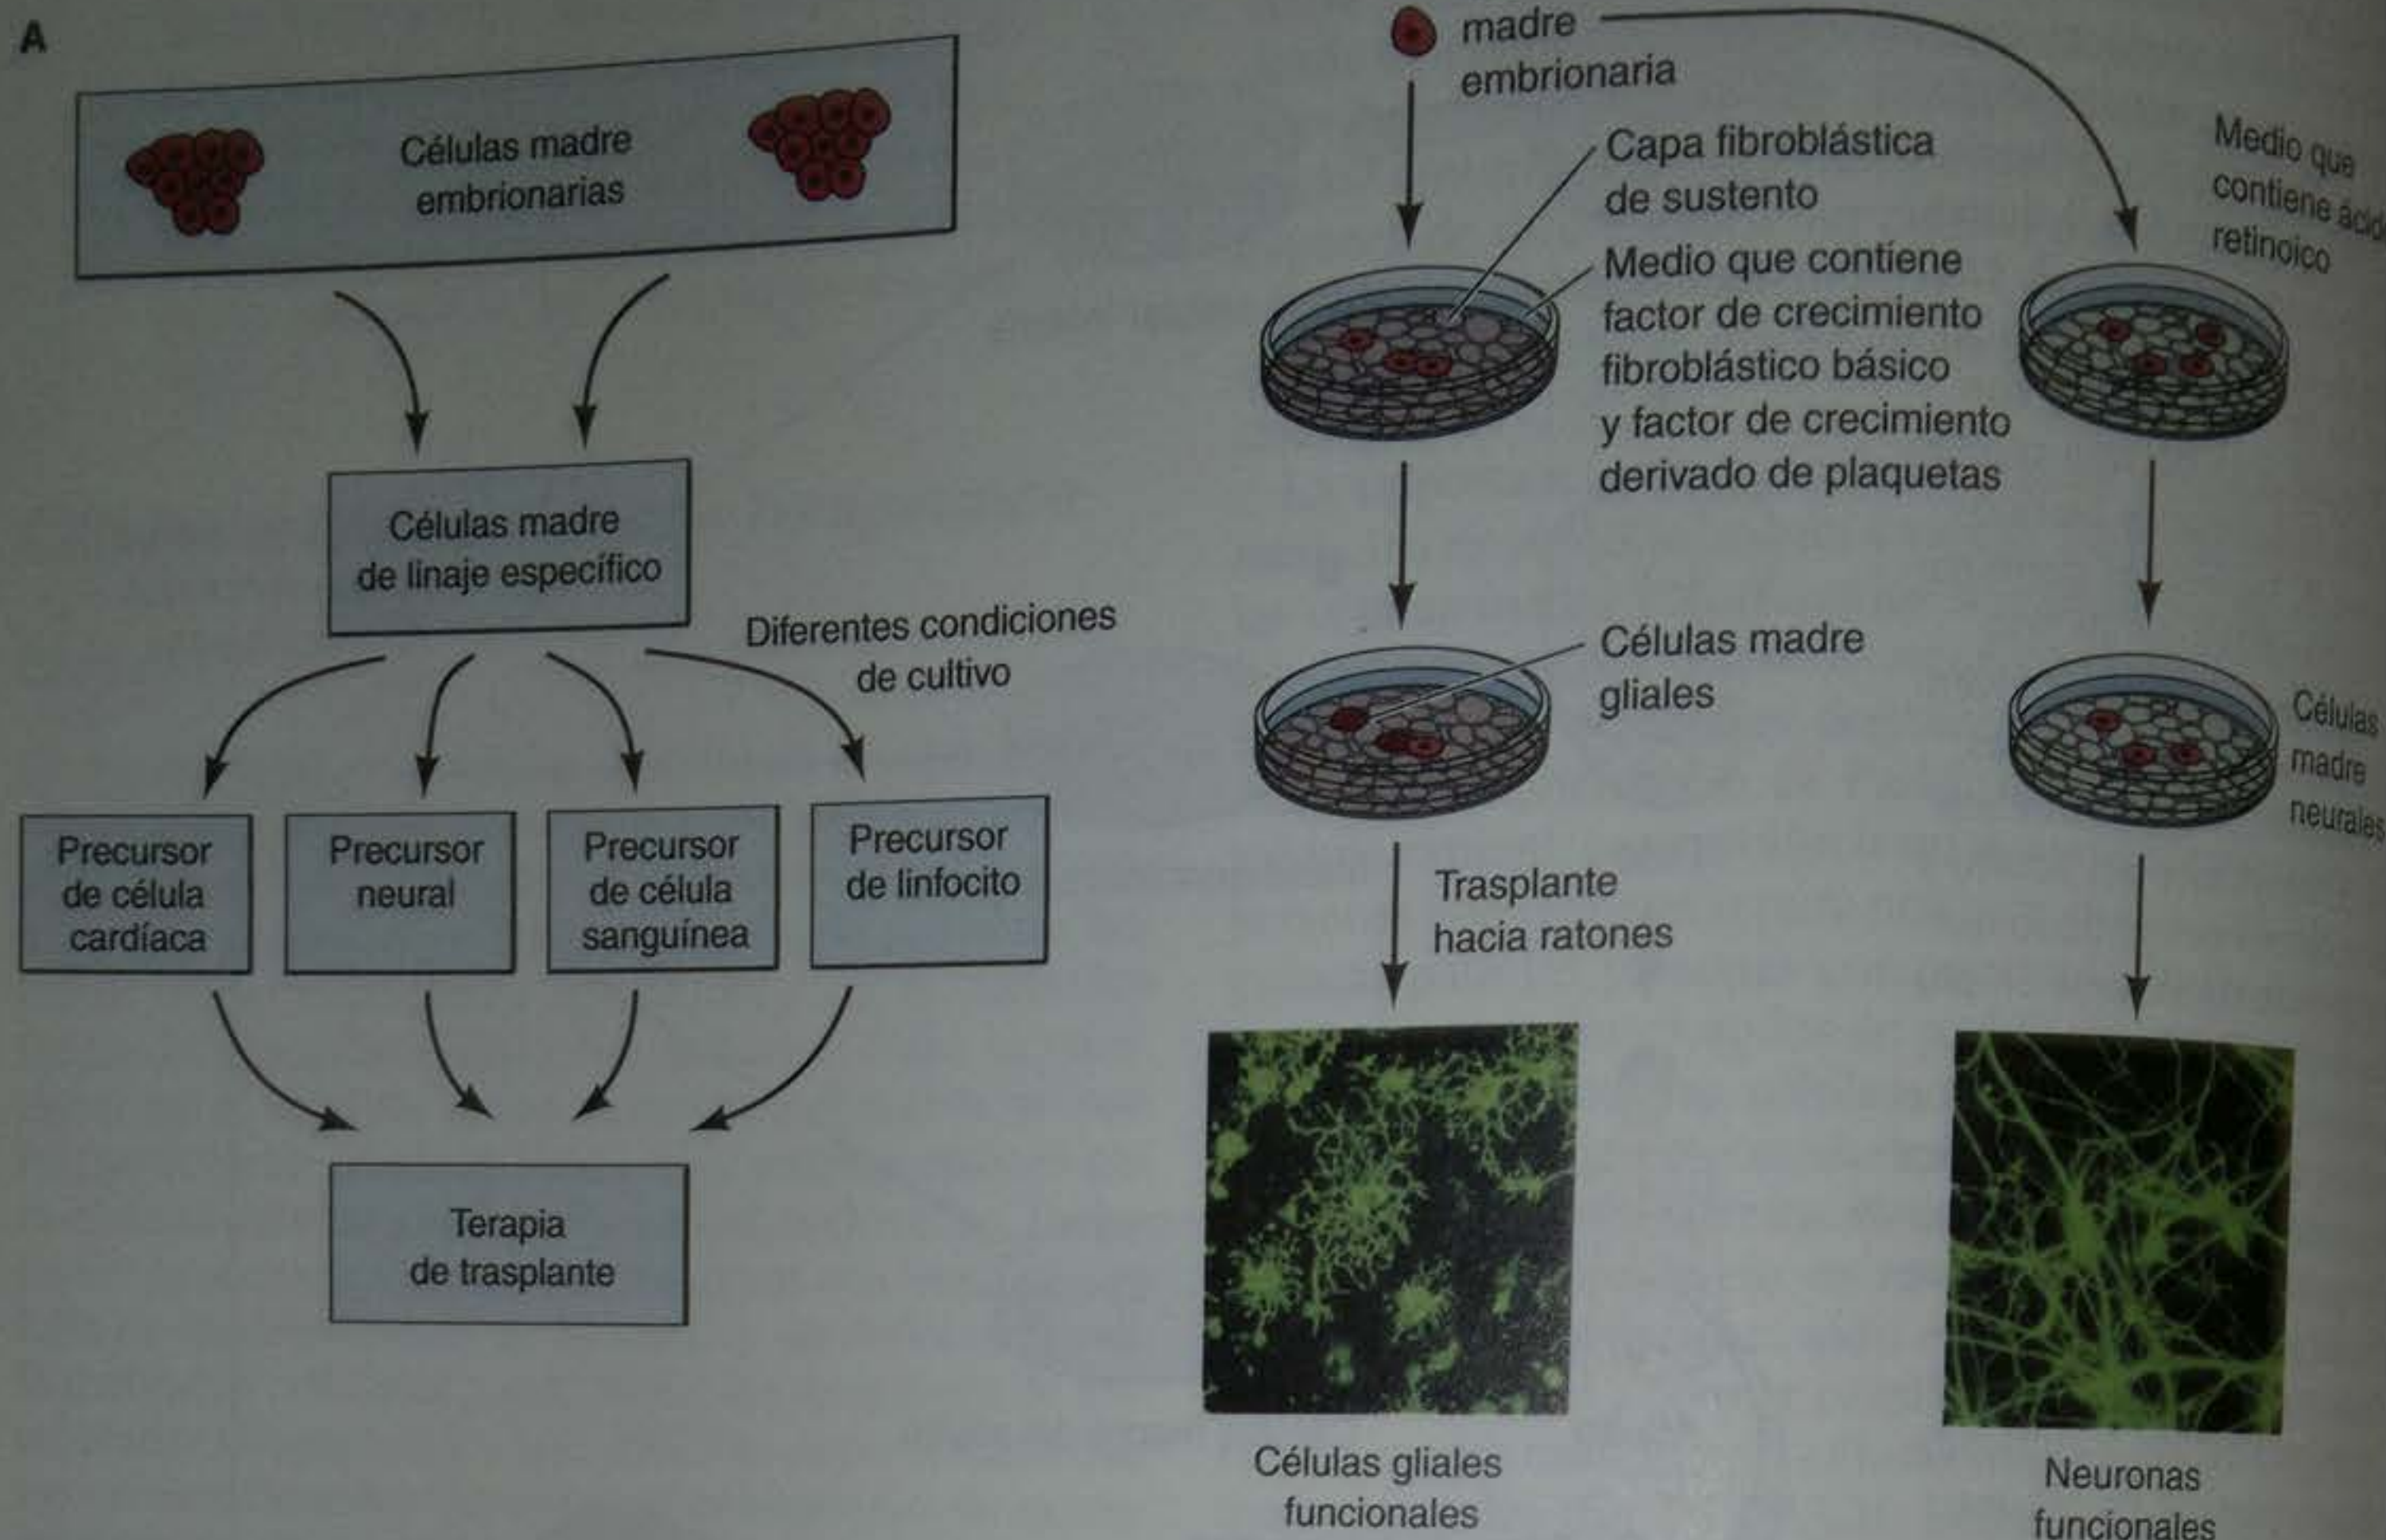 A
Células madre
embrionarias
Células madre
de linaje específico
Diferentes condiciones
de cultivo
Precursor
de célula
cardíaca
Precursor
neural
Precursor
de célula
sanguínea
Precursor
de linfocito
Terapia
de trasplante
madre
embrionaria
Capa fibroblástica
de sustento
Medio que contiene
factor de crecimiento
fibroblástico básico
y factor de crecimiento
derivado de plaquetas
Células madre
gliales
Trasplante
hacia ratones
Células gliales
funcionales
Medio que
contiene ácid
retinoico
Células
madre
neurales
Neuronas
funcionales